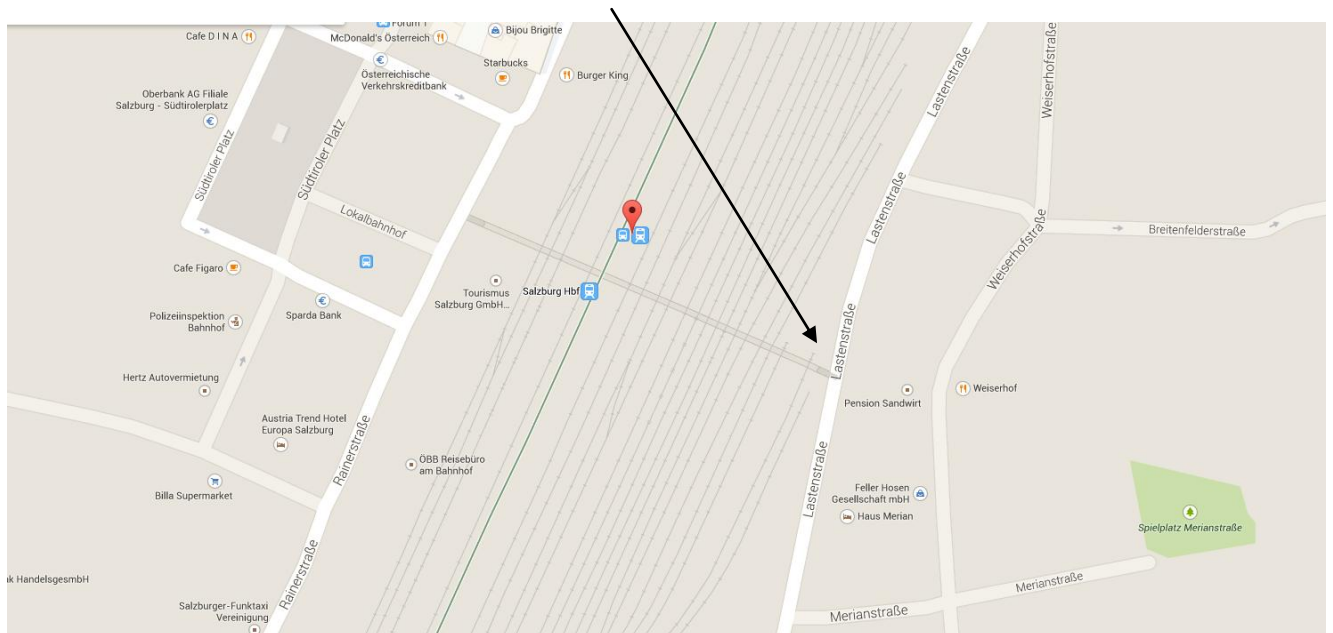 Forum 1
Bijou Brigitte
Cafe D I N A
McDonald's Österreich
Starbucks
Österreichische
Verkehrskreditbank
Burger King
Oberbank AG Filiale
Salzburg - Südtirolerplatz
Südtiroler Platz
Südtiroler Platz
Lokalbahnhof
Lastenstraße
Weiserhofstraße
Lastenstraße
Weiserhofstraße
Breitenfelderstraße
Cafe Figaro
Tourismus
Salzburg GmbH...
Salzburg Hbf
Sparda Bank
Polizeiinspektion
Bahnhof
Lastenstraße
Hertz Autovermietung
Pension Sandwirt
Weiserhof
Austria Trend Hotel
Europa Salzburg
Rainerstraße
ÖBB Reisebüro
am Bahnhof
Billa Supermarket
Lastenstraße
Feller Hosen
Gesellschaft mbH
Haus Merian
Spielplatz Merianstraße
k HandelsgesmbH
Rainerstraße
Merianstraße
Merianstraße
Salzburger-Funktaxi
Vereinigung